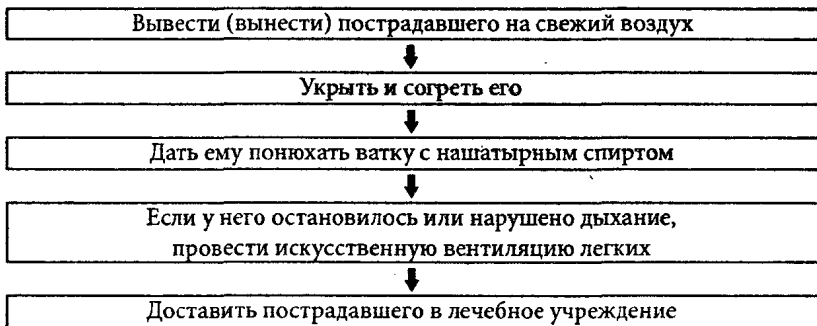 Вывести (вынести) пострадавшего на свежий воздух
Укрыть и согреть его
Дать ему понюхать ватку с нашатырным спиртом
Если у него остановилось или нарушено дыхание,
провести искусственную вентиляцию легких
Доставить пострадавшего в лечебное учреждение